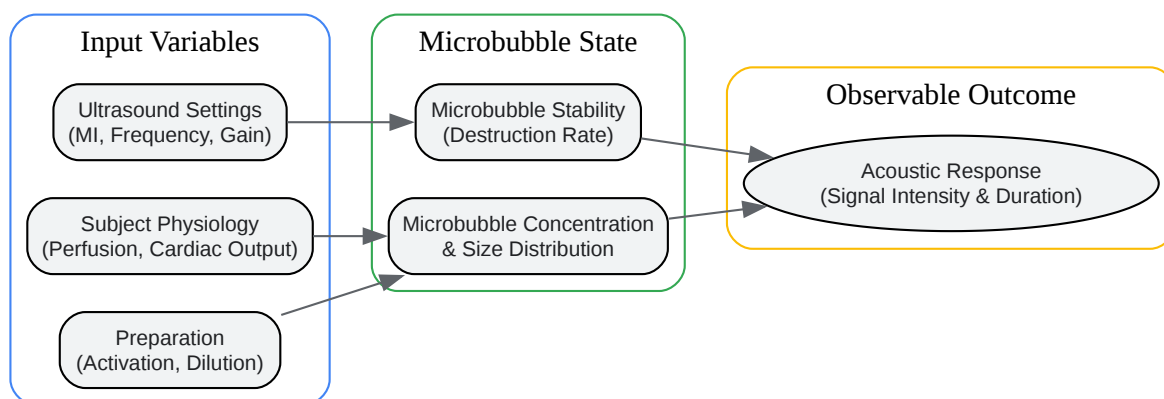 Input Variables
Ultrasound Settings
(MI, Frequency, Gain)
Subject Physiology
(Perfusion, Cardiac Output)
Preparation
(Activation, Dilution)
Microbubble State
Microbubble Stability
(Destruction Rate)
Microbubble Concentration
& Size Distribution
Observable Outcome
Acoustic Response
(Signal Intensity & Duration)